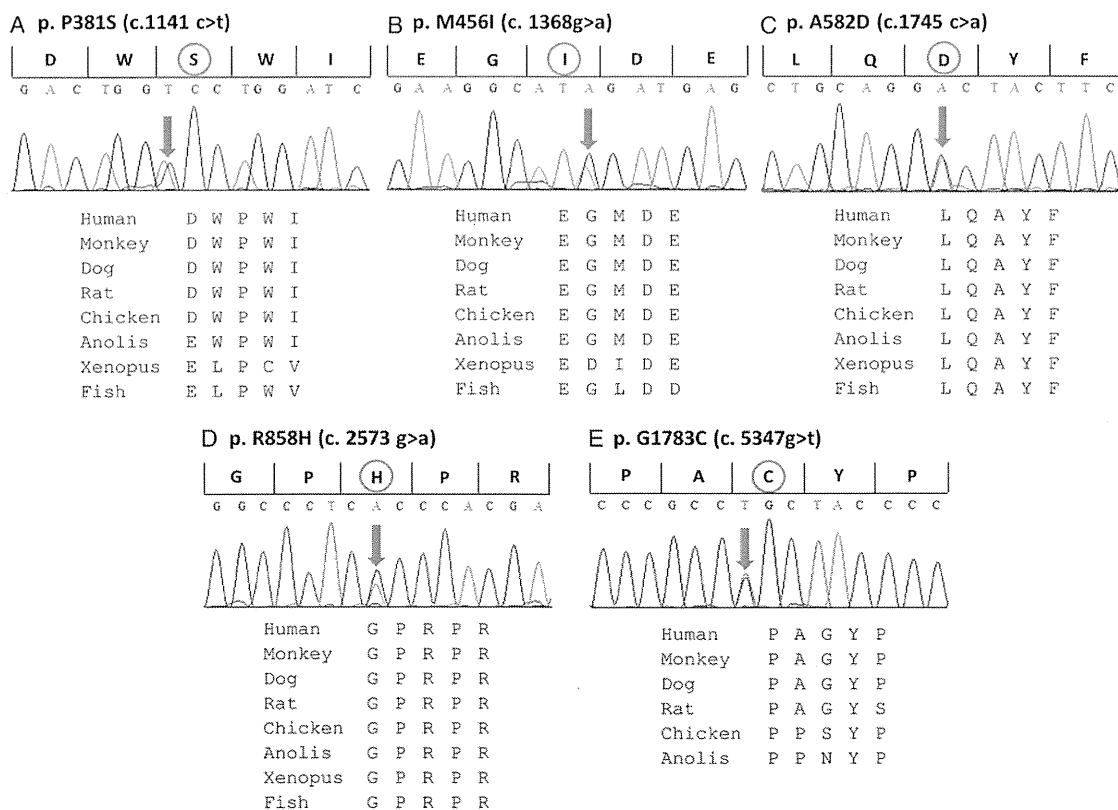 A p. P381S (c.1141 c>t)
D W S W I
G A C T G G T C C T G G A T C
Human D W P W I
Monkey D W P W I
Dog D W P W I
Rat D W P W I
Chicken D W P W I
Anolis E W P W I
Xenopus E L P C V
Fish E L P W V
B p. M456I (c. 1368g>a)
E G I D E
G A A G G C A T A G A T G A G
Human E G M D E
Monkey E G M D E
Dog E G M D E
Rat E G M D E
Chicken E G M D E
Anolis E G M D E
Xenopus E D I D E
Fish E G L D D
C p. A582D (c.1745 c>a)
L Q D Y F
C T G C A G G A C T A C T T C
Human L Q A Y F
Monkey L Q A Y F
Dog L Q A Y F
Rat L Q A Y F
Chicken L Q A Y F
Anolis L Q A Y F
Xenopus L Q A Y F
Fish L Q A Y F
D p. R858H (c. 2573 g>a)
G P H P R
G G C C C T C A C C C A C G A
Human G P R P R
Monkey G P R P R
Dog G P R P R
Rat G P R P R
Chicken G P R P R
Anolis G P R P R
Xenopus G P R P R
Fish G P R P R
E p. G1783C (c. 5347g>t)
P A C Y P
C C C G C C T G C T A C C C C
Human P A G Y P
Monkey P A G Y P
Dog P A G Y P
Rat P A G Y S
Chicken P P S Y P
Anolis P P N Y P